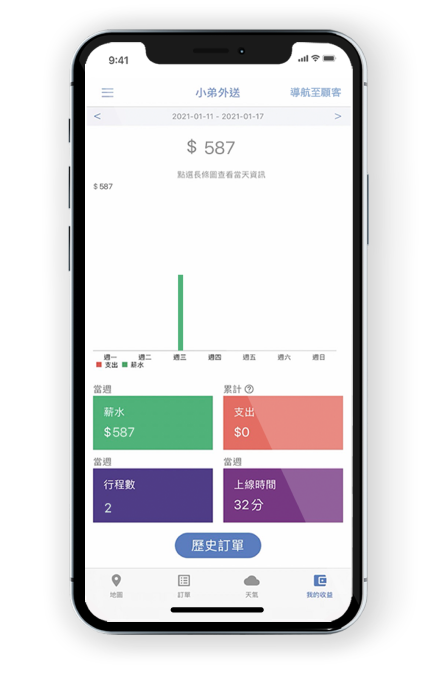 9:41
小弟外送 導航至顧客
< 2021-01-11 - 2021-01-17 >
$ 587
點選長條圖查看當天資訊
$587
週一 週二 週三 週四 週五 週六 週日
支出 薪水
當週 累計 ?
薪水 支出
$587 $0
當週 當週
行程數 上線時間
2 32分
歷史訂單
地圖 訂單 天氣 我的收益